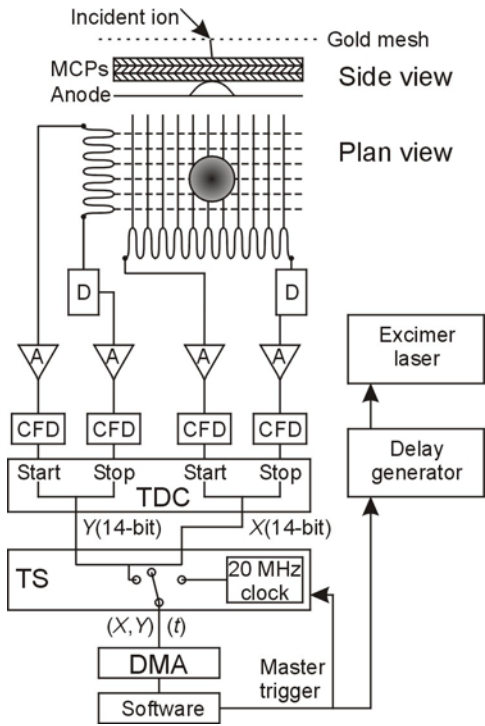 Incident ion
Gold mesh
MCPs
Side view
Anode
Plan view
D
D
A
A
A
A
Excimer
laser
CFD
CFD
CFD
CFD
Delay
generator
Start
Stop
Start
Stop
TDC
Y(14-bit)
X(14-bit)
TS
20 MHz
clock
(X,Y)
(t)
DMA
Master
trigger
Software